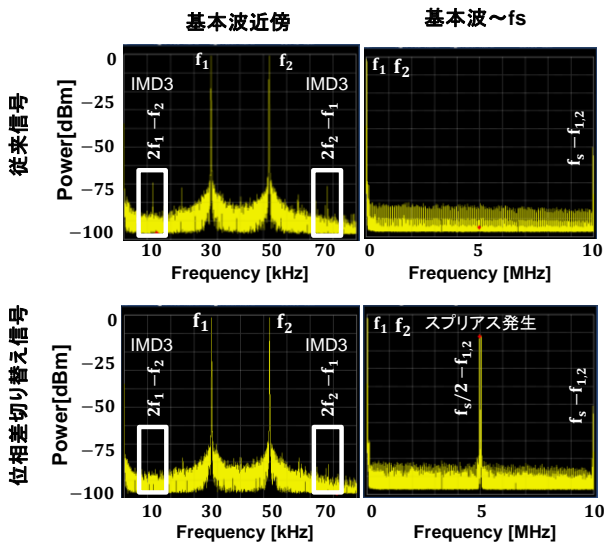 基本波近傍
基本波～fs
従来信号
Power[dBm]
0
−25
−50
−75
−100
IMD3
2f₁−f₂
f₁
f₂
IMD3
2f₂−f₁
10 30 50 70
Frequency [kHz]
f₁ f₂
fₛ−f₁,₂
0 5 10
Frequency [MHz]
位相差切り替え信号
Power[dBm]
0
−25
−50
−75
−100
IMD3
2f₁−f₂
f₁
f₂
IMD3
2f₂−f₁
10 30 50 70
Frequency [kHz]
f₁ f₂
スプリアス発生
fₛ/2−f₁,₂
fₛ−f₁,₂
0 5 10
Frequency [MHz]